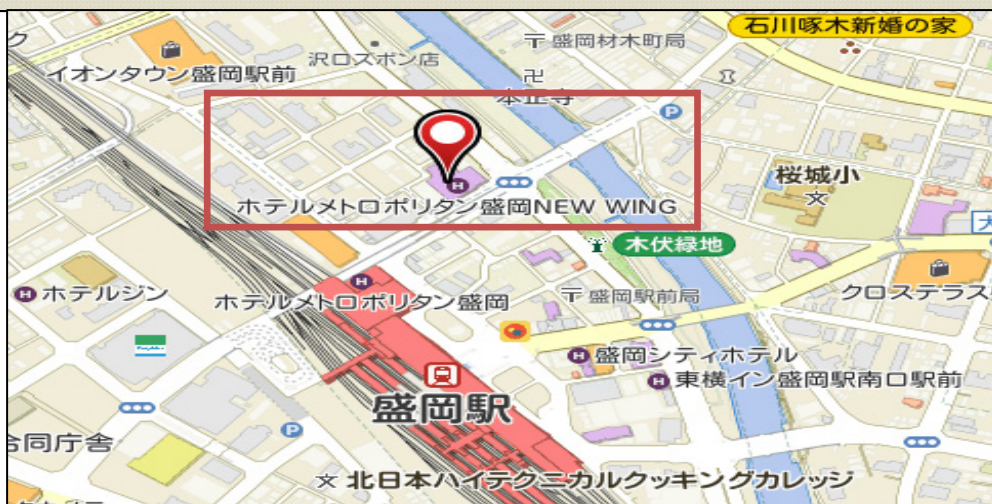 石川啄木新婚の家
ク
〒盛岡材木町局
沢ロスポン店
イオンタウン盛岡駅前
卍
本正寺
P
桜城小
H
ホテルメトロポリタン盛岡NEW WING
大
木伏緑地
H
H ホテルジン
ホテルメトロポリタン盛岡
〒盛岡駅前局
クロステラス
H 盛岡シティホテル
H 東横イン盛岡駅南口駅前
盛岡駅
P
合同庁舎
北日本ハイテクニカルクッキングカレッジ